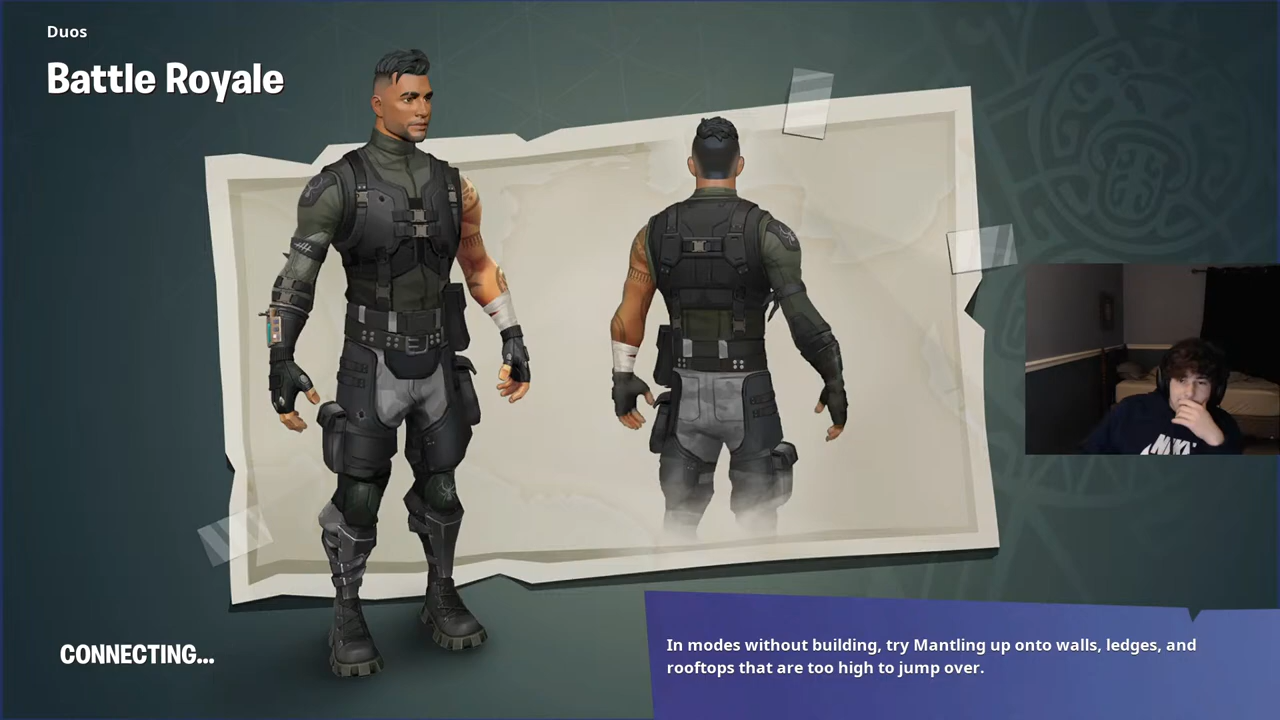 Duos
Battle Royale
NIKE
CONNECTING...
In modes without building, try Mantling up onto walls, ledges, and
rooftops that are too high to jump over.